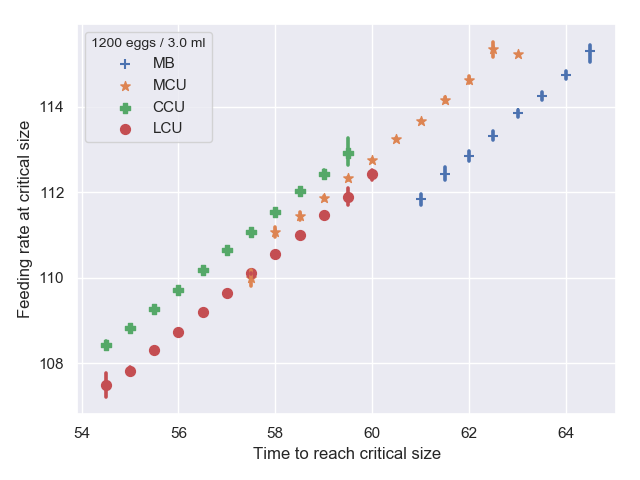 1200 eggs / 3.0 ml
MB
MCU
CCU
LCU
114
112
110
108
Feeding rate at critical size
54
56
58
60
62
64
Time to reach critical size